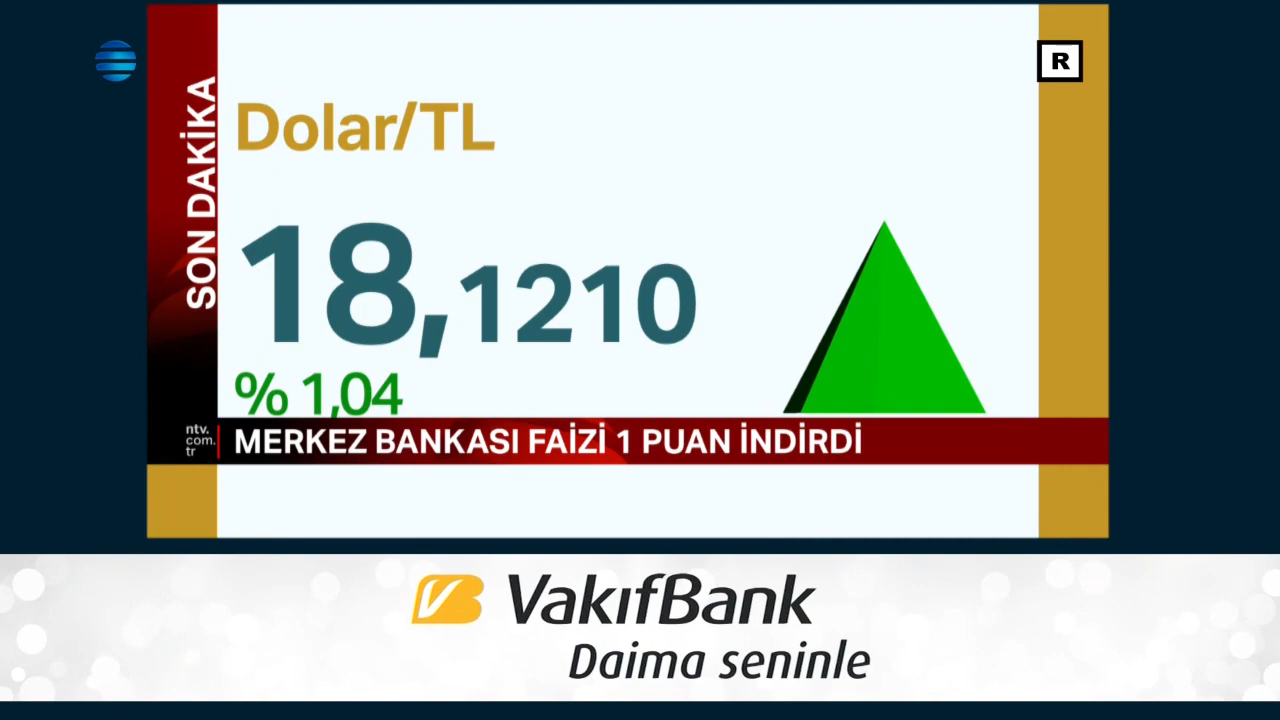 R
SON DAKİKA
Dolar/TL
18,1210
% 1,04
ntv.
com.
tr
MERKEZ BANKASI FAİZİ 1 PUAN İNDİRDİ
VakıfBank
Daima seninle